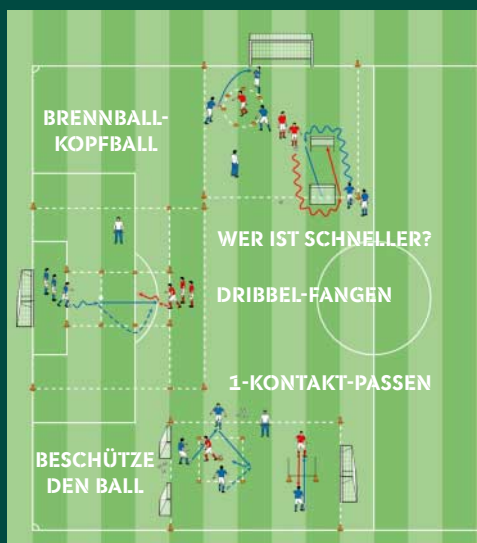 BRENNBALL-
KOPFBALL
WER IST SCHNELLER?
DRIBBEL-FANGEN
1-KONTAKT-PASSEN
BESCHÜTZE
DEN BALL